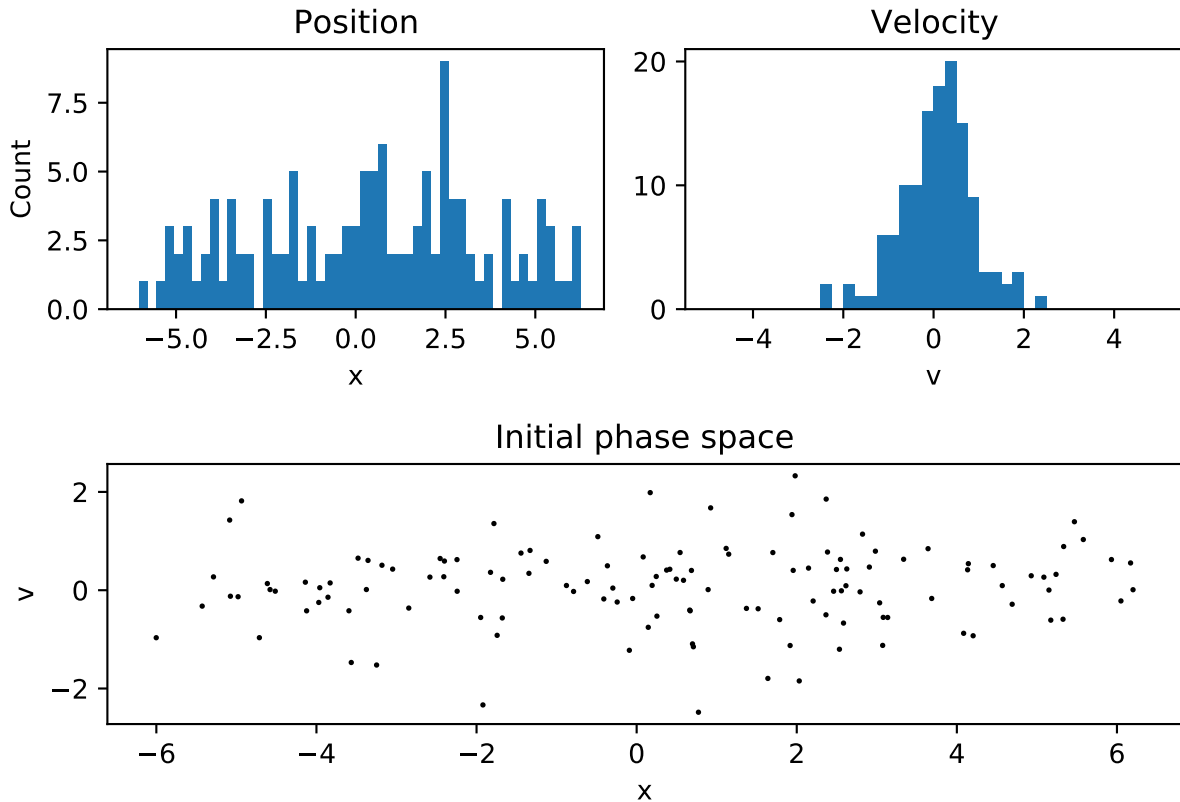 Position
Count
7.5
5.0
2.5
0.0
−5.0 −2.5 0.0 2.5 5.0
x
Velocity
20
10
0
−4 −2 0 2 4
v
Initial phase space
v
2
0
−2
−6 −4 −2 0 2 4 6
x